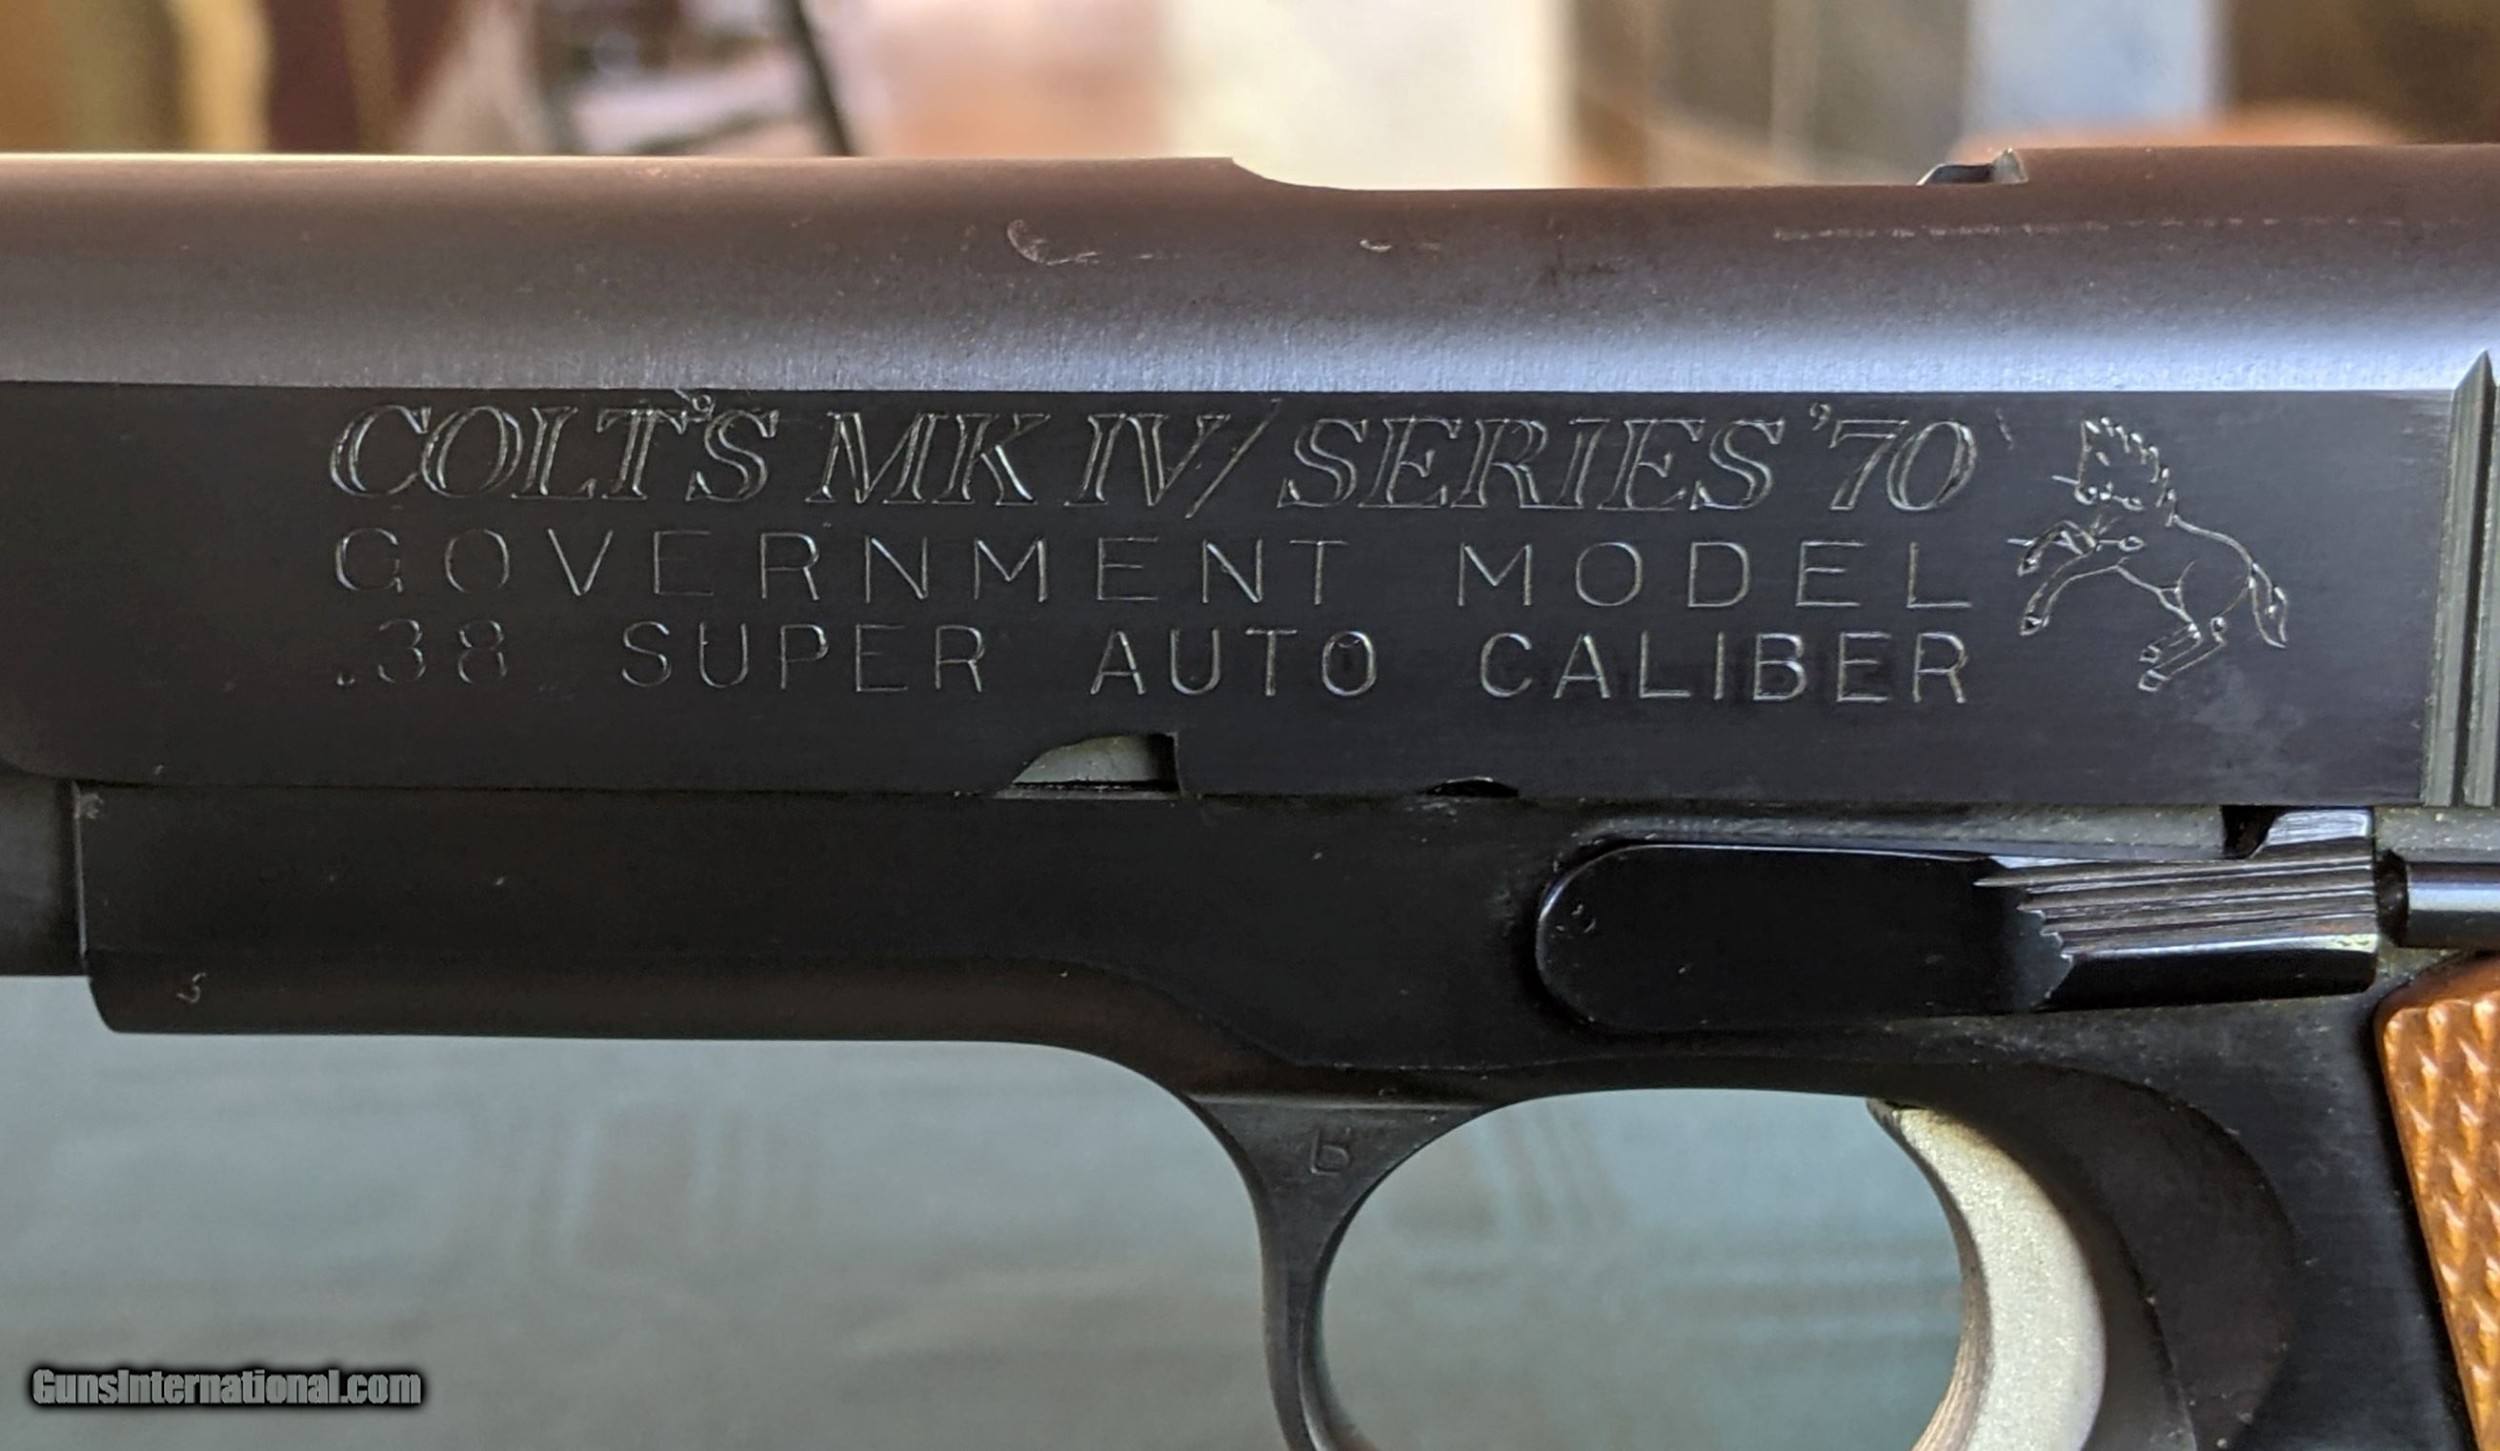 COLT'S MK IV/ SERIES '70
GOVERNMENT MODEL
.38 SUPER AUTO CALIBER
GunsInternational.com